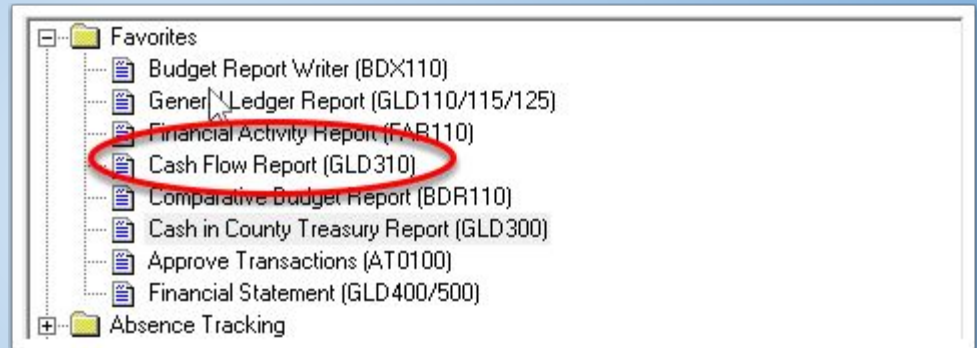 Favorites
Budget Report Writer (BDX110)
General Ledger Report (GLD110/115/125)
Financial Activity Report (FAR110)
Cash Flow Report (GLD310)
Comparative Budget Report (BDR110)
Cash in County Treasury Report (GLD300)
Approve Transactions (AT0100)
Financial Statement (GLD400/500)
Absence Tracking